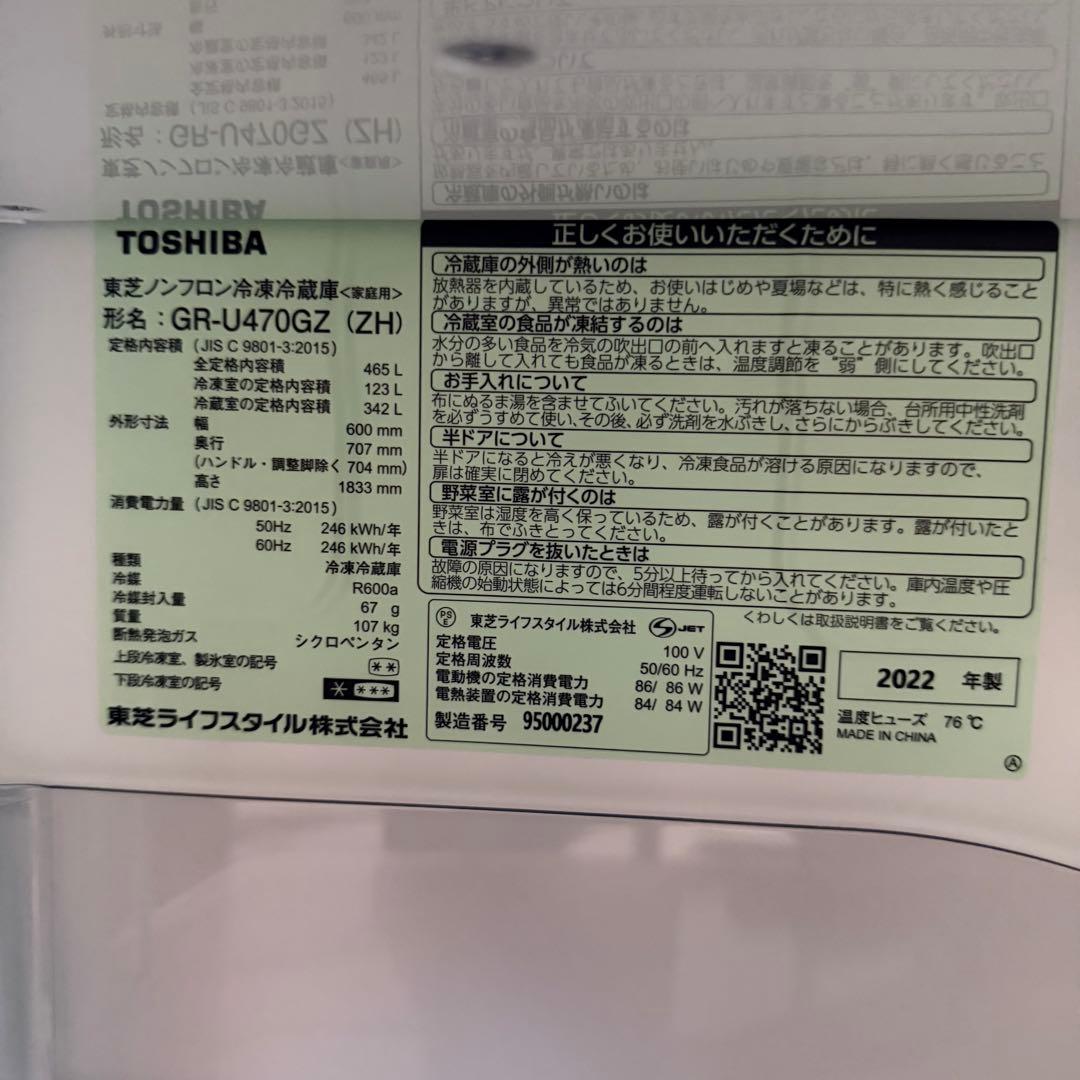 TOSHIBA
東芝ノンフロン冷凍冷蔵庫<家庭用>
形名：GR-U470GZ (ZH)
定格内容積 (JIS C 9801-3:2015)
全定格内容積 465 L
冷凍室の定格内容積 123 L
冷蔵室の定格内容積 342 L
外形寸法 幅 600 mm
奥行 707 mm
(ハンドル・調整脚除く 704 mm)
高さ 1833 mm
消費電力量 (JIS C 9801-3:2015)
50Hz 246 kWh/年
60Hz 246 kWh/年
種類 冷凍冷蔵庫
冷媒 R600a
冷媒封入量 67 g
質量 107 kg
断熱発泡ガス シクロペンタン
上段冷凍室、製氷室の記号 **
下段冷凍室の記号 * ***
東芝ライフスタイル株式会社
正しくお使いいただくために
冷蔵庫の外側が熱いのは
放熱器を内蔵しているため、お使いはじめや夏場などは、特に熱く感じること
がありますが、異常ではありません。
冷蔵室の食品が凍結するのは
水分の多い食品を冷気の吹出口の前へ入れますと凍ることがあります。吹出口
から離して入れても食品が凍るときは、温度調節を“弱”側にしてください。
お手入れについて
布にぬるま湯を含ませてふいてください。汚れが落ちない場合、台所用中性洗剤
を必ずうすめて使い、その後、必ず洗剤を水ぶきし、さらにからぶきしてください。
半ドアについて
半ドアになると冷えが悪くなり、冷凍食品が溶ける原因になりますので、
扉は確実に閉めてください。
野菜室に露が付くのは
野菜室は湿度を高く保っているため、露が付くことがあります。露が付いたと
きは、布でふきとってください。
電源プラグを抜いたときは
故障の原因になりますので、5分以上待ってから入れてください。庫内温度や圧
縮機の始動状態によっては6分間程度運転しないことがあります。
くわしくは取扱説明書をご覧ください。
PS E 東芝ライフスタイル株式会社 JET
定格電圧 100 V
定格周波数 50/60 Hz
電動機の定格消費電力 86/ 86 W
電熱装置の定格消費電力 84/ 84 W
製造番号 95000237
2022 年製
温度ヒューズ 76 ℃
MADE IN CHINA
Ⓐ